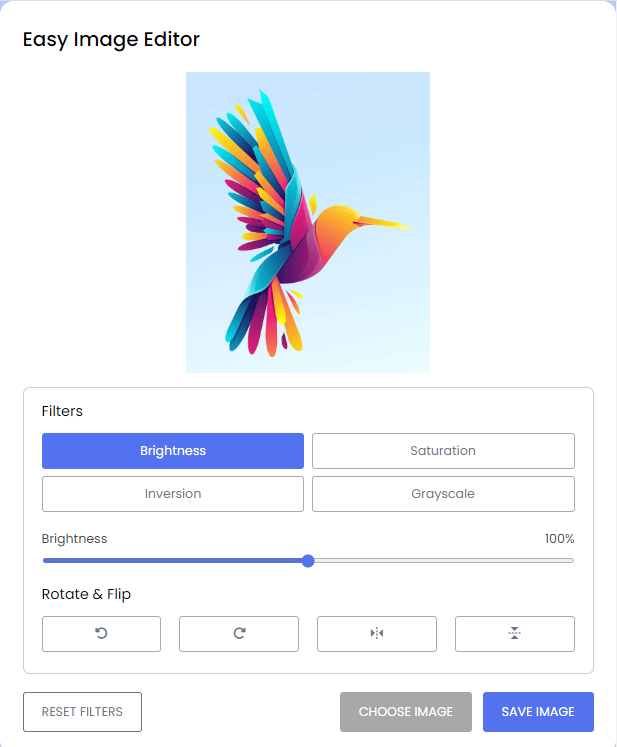 Easy Image Editor
Filters
Brightness Saturation
Inversion Grayscale
Brightness 100%
Rotate & Flip
RESET FILTERS CHOOSE IMAGE SAVE IMAGE